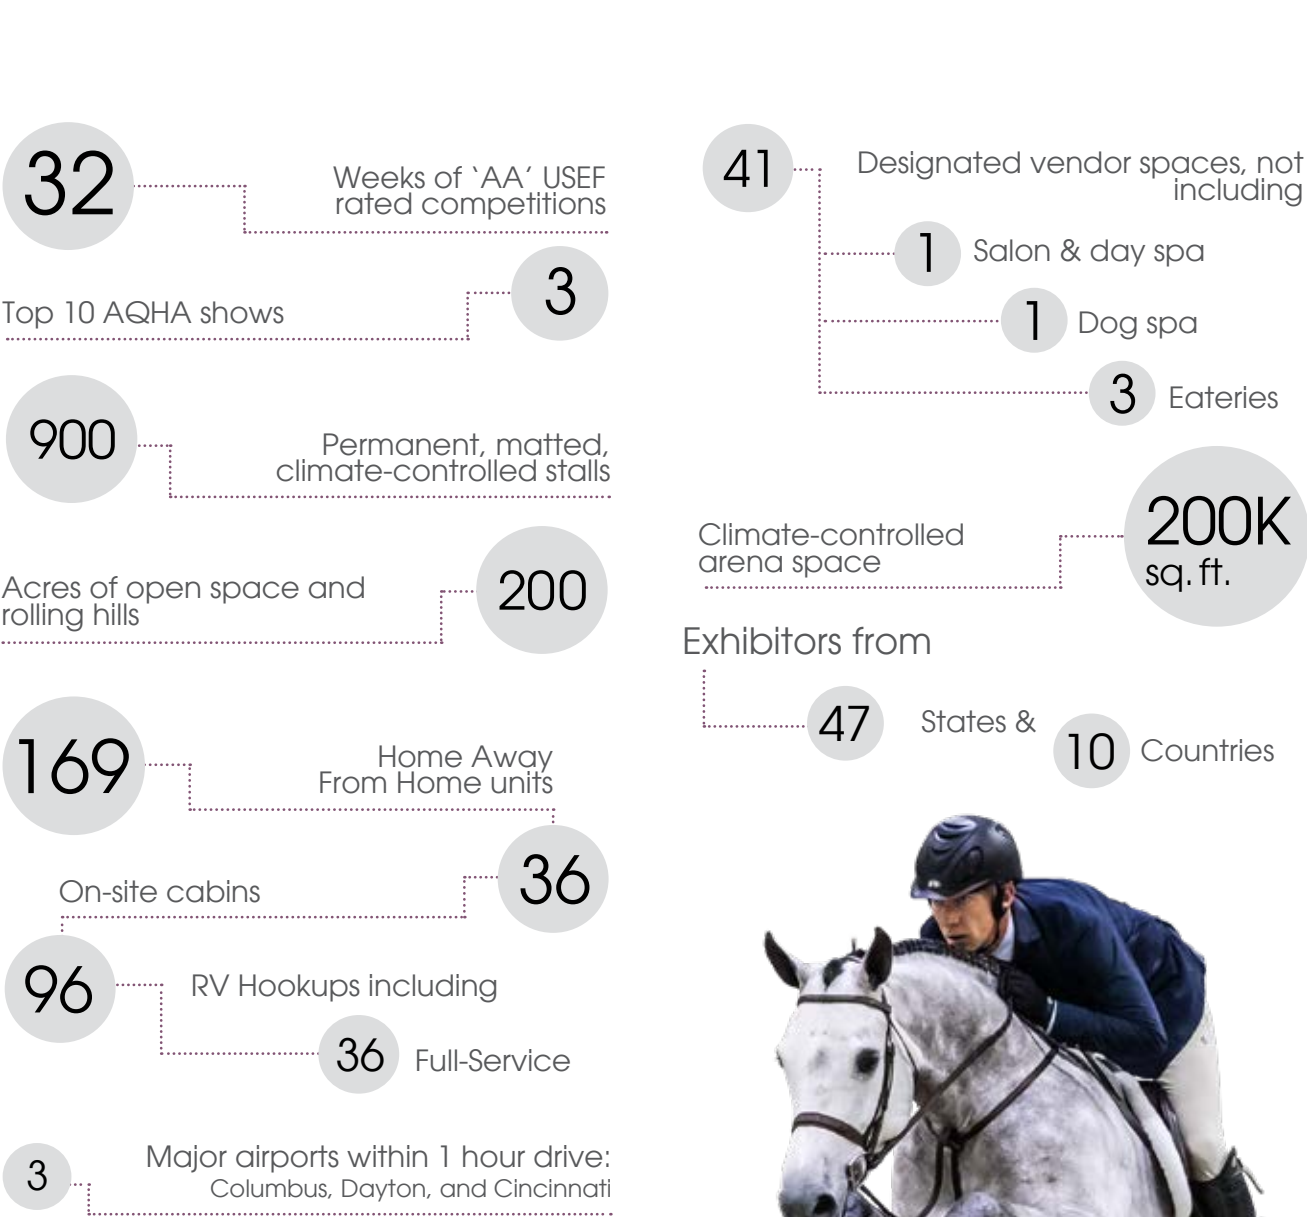 32
Weeks of ‘AA’ USEF
rated competitions
3
Top 10 AQHA shows
900
Permanent, matted,
climate-controlled stalls
200
Acres of open space and
rolling hills
169
Home Away
From Home units
36
On-site cabins
96
RV Hookups including
36 Full-Service
3
Major airports within 1 hour drive:
Columbus, Dayton, and Cincinnati
41
Designated vendor spaces, not
including
1 Salon & day spa
1 Dog spa
3 Eateries
200K
sq. ft.
Climate-controlled
arena space
Exhibitors from
47 States &
10 Countries